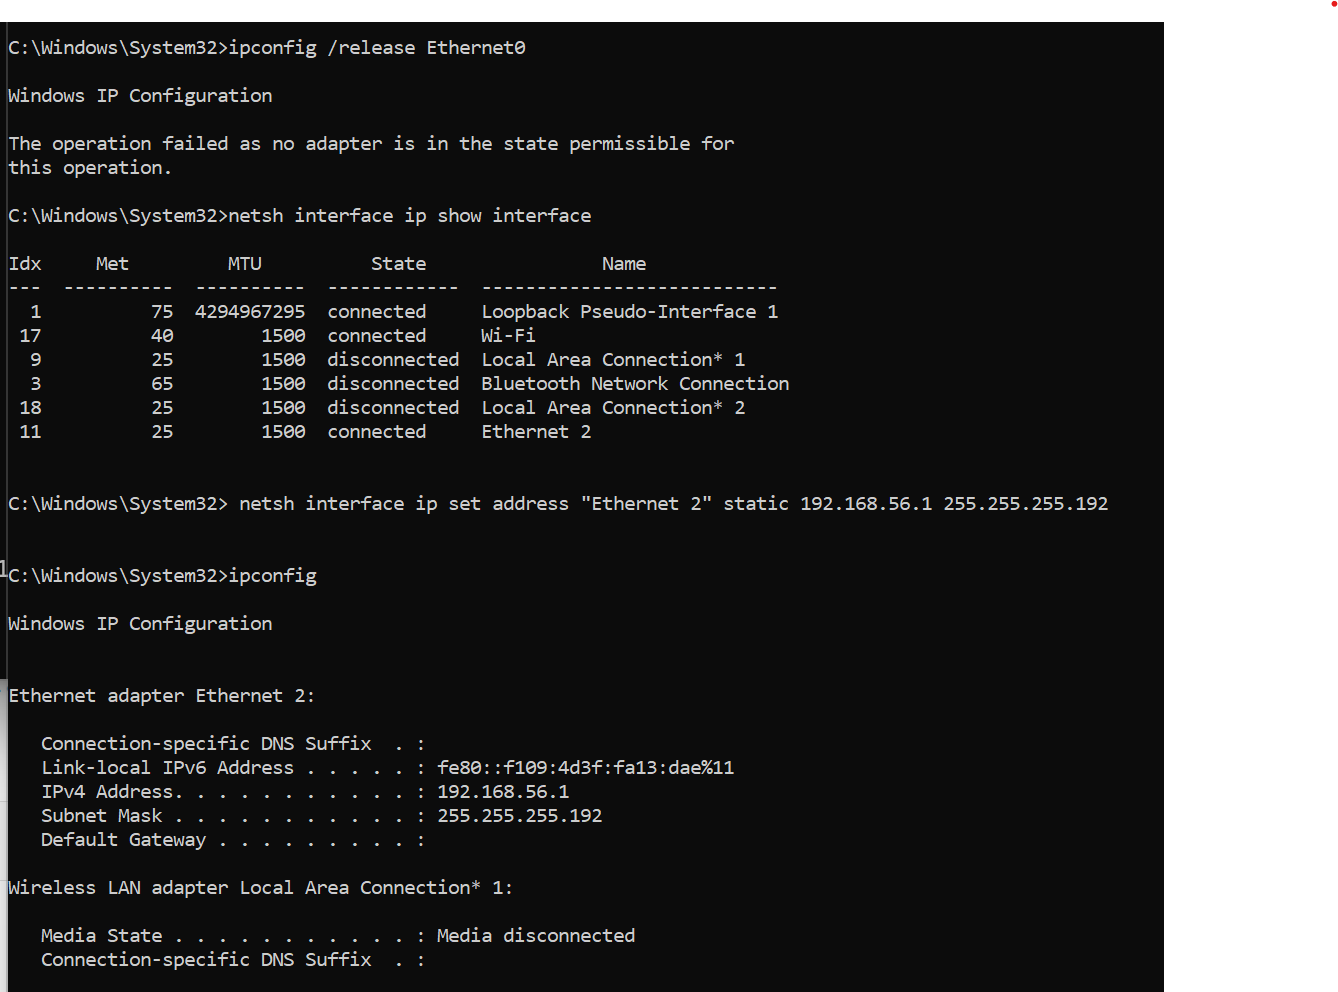 C:\Windows\System32>ipconfig /release Ethernet0
Windows IP Configuration
The operation failed as no adapter is in the state permissible for
this operation.
C:\Windows\System32>netsh interface ip show interface
Idx     Met         MTU          State                Name
---  ----------  ----------  ------------  ---------------------------
  1          75  4294967295  connected     Loopback Pseudo-Interface 1
 17          40        1500  connected     Wi-Fi
  9          25        1500  disconnected  Local Area Connection* 1
  3          65        1500  disconnected  Bluetooth Network Connection
 18          25        1500  disconnected  Local Area Connection* 2
 11          25        1500  connected     Ethernet 2
C:\Windows\System32> netsh interface ip set address "Ethernet 2" static 192.168.56.1 255.255.255.192
C:\Windows\System32>ipconfig
Windows IP Configuration
Ethernet adapter Ethernet 2:
   Connection-specific DNS Suffix  . :
   Link-local IPv6 Address . . . . . : fe80::f109:4d3f:fa13:dae%11
   IPv4 Address. . . . . . . . . . . : 192.168.56.1
   Subnet Mask . . . . . . . . . . . : 255.255.255.192
   Default Gateway . . . . . . . . . :
Wireless LAN adapter Local Area Connection* 1:
   Media State . . . . . . . . . . . : Media disconnected
   Connection-specific DNS Suffix  . :